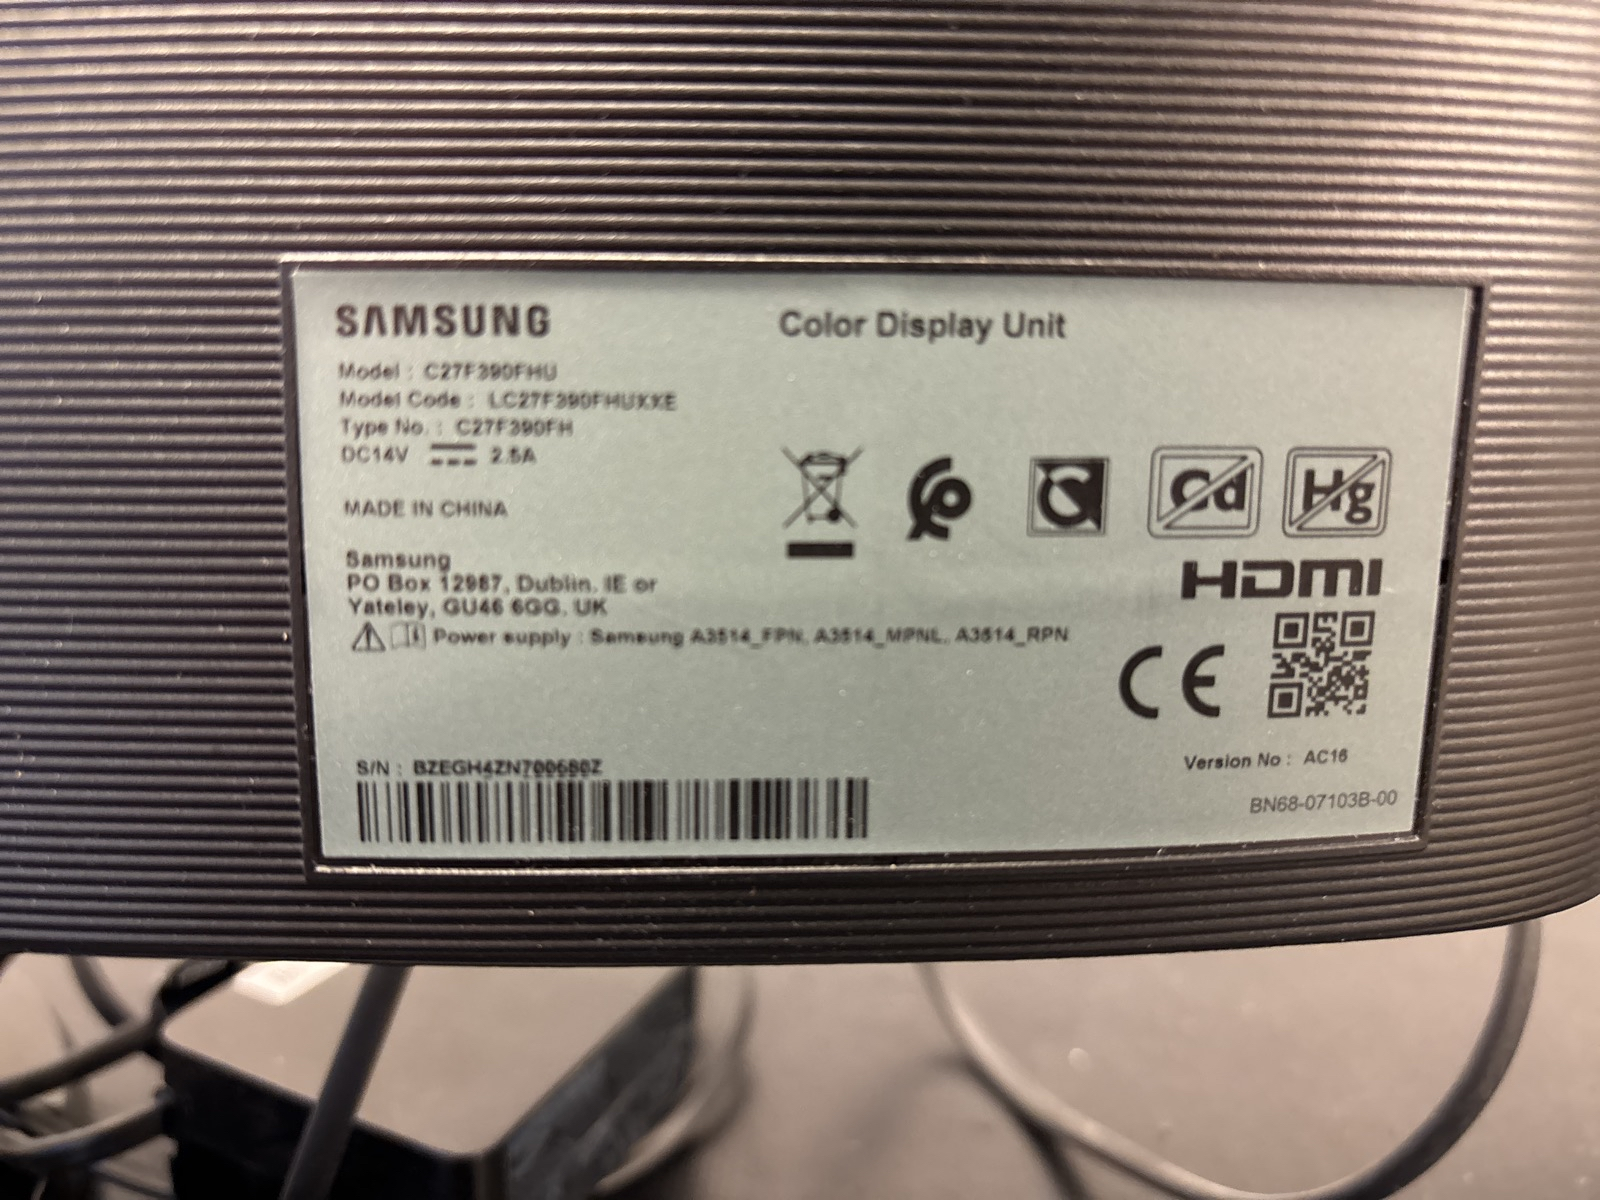 SAMSUNG
Color Display Unit
Model : C27F390FHU
Model Code : LC27F390FHUXXE
Type No. : C27F390FH
DC14V 2.5A
MADE IN CHINA
Cd
Hg
HDMI
Samsung
PO Box 12987, Dublin. IE or
Yateley, GU46 6GG. UK
Power supply : Samsung A3514_FPN, A3514_MPNL, A3514_RPN
CE
S/N :
Version No : AC16
BN68-07103B-00